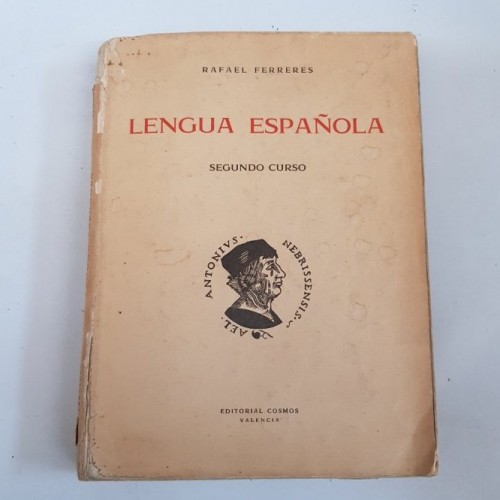 RAFAEL FERRERES
LENGUA ESPAÑOLA
SEGUNDO CURSO
AEL. ANTONIVS· NEBRISSENSIS.
EDITORIAL COSMOS
VALENCIA